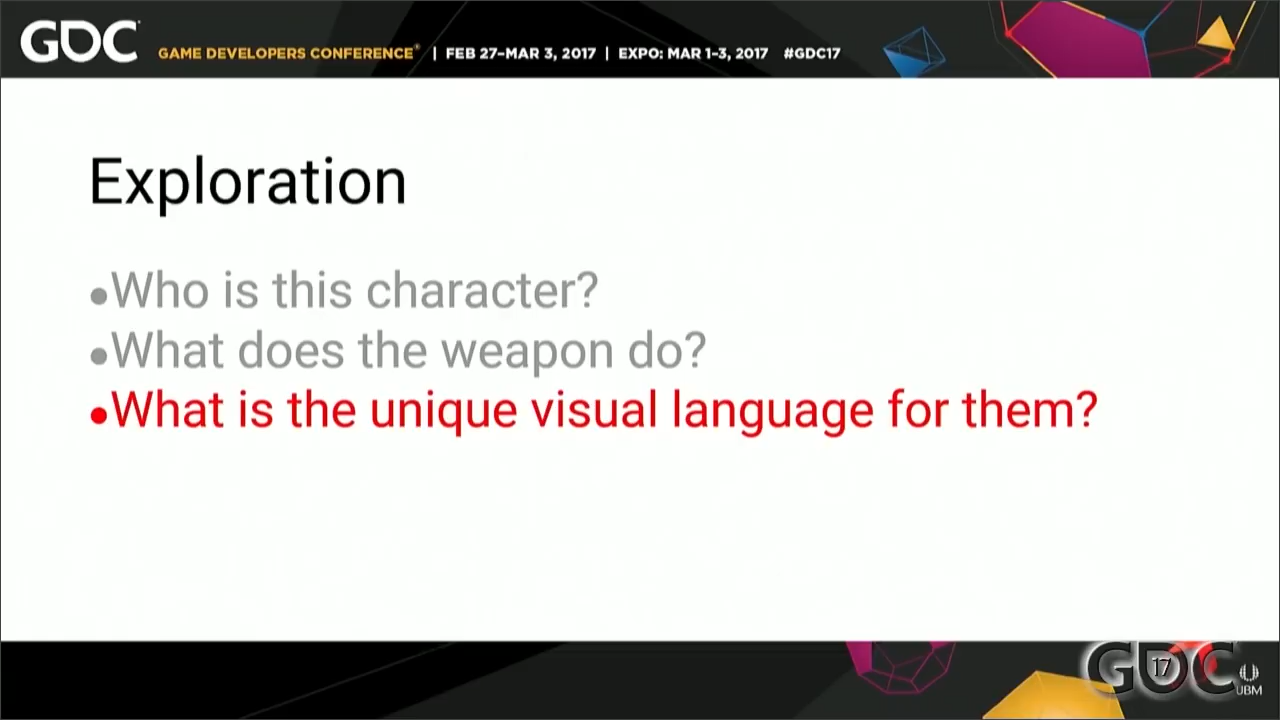 GDC GAME DEVELOPERS CONFERENCE® | FEB 27–MAR 3, 2017 | EXPO: MAR 1–3, 2017 #GDC17
Exploration
•Who is this character?
•What does the weapon do?
•What is the unique visual language for them?
GDC 17
UBM